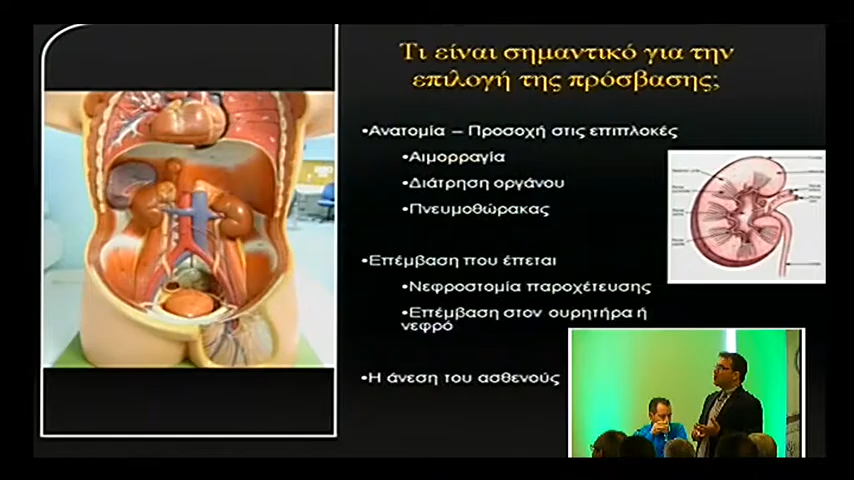 Τι είναι σημαντικό για την
επιλογή της πρόσβασης;
•Ανατομία – Προσοχή στις επιπλοκές
•Αιμορραγία
•Διάτρηση οργάνου
•Πνευμοθώρακας
•Επέμβαση που έπεται
•Νεφροστομία παροχέτευσης
•Επέμβαση στον ουρητήρα ή
νεφρό
•Η άνεση του ασθενούς